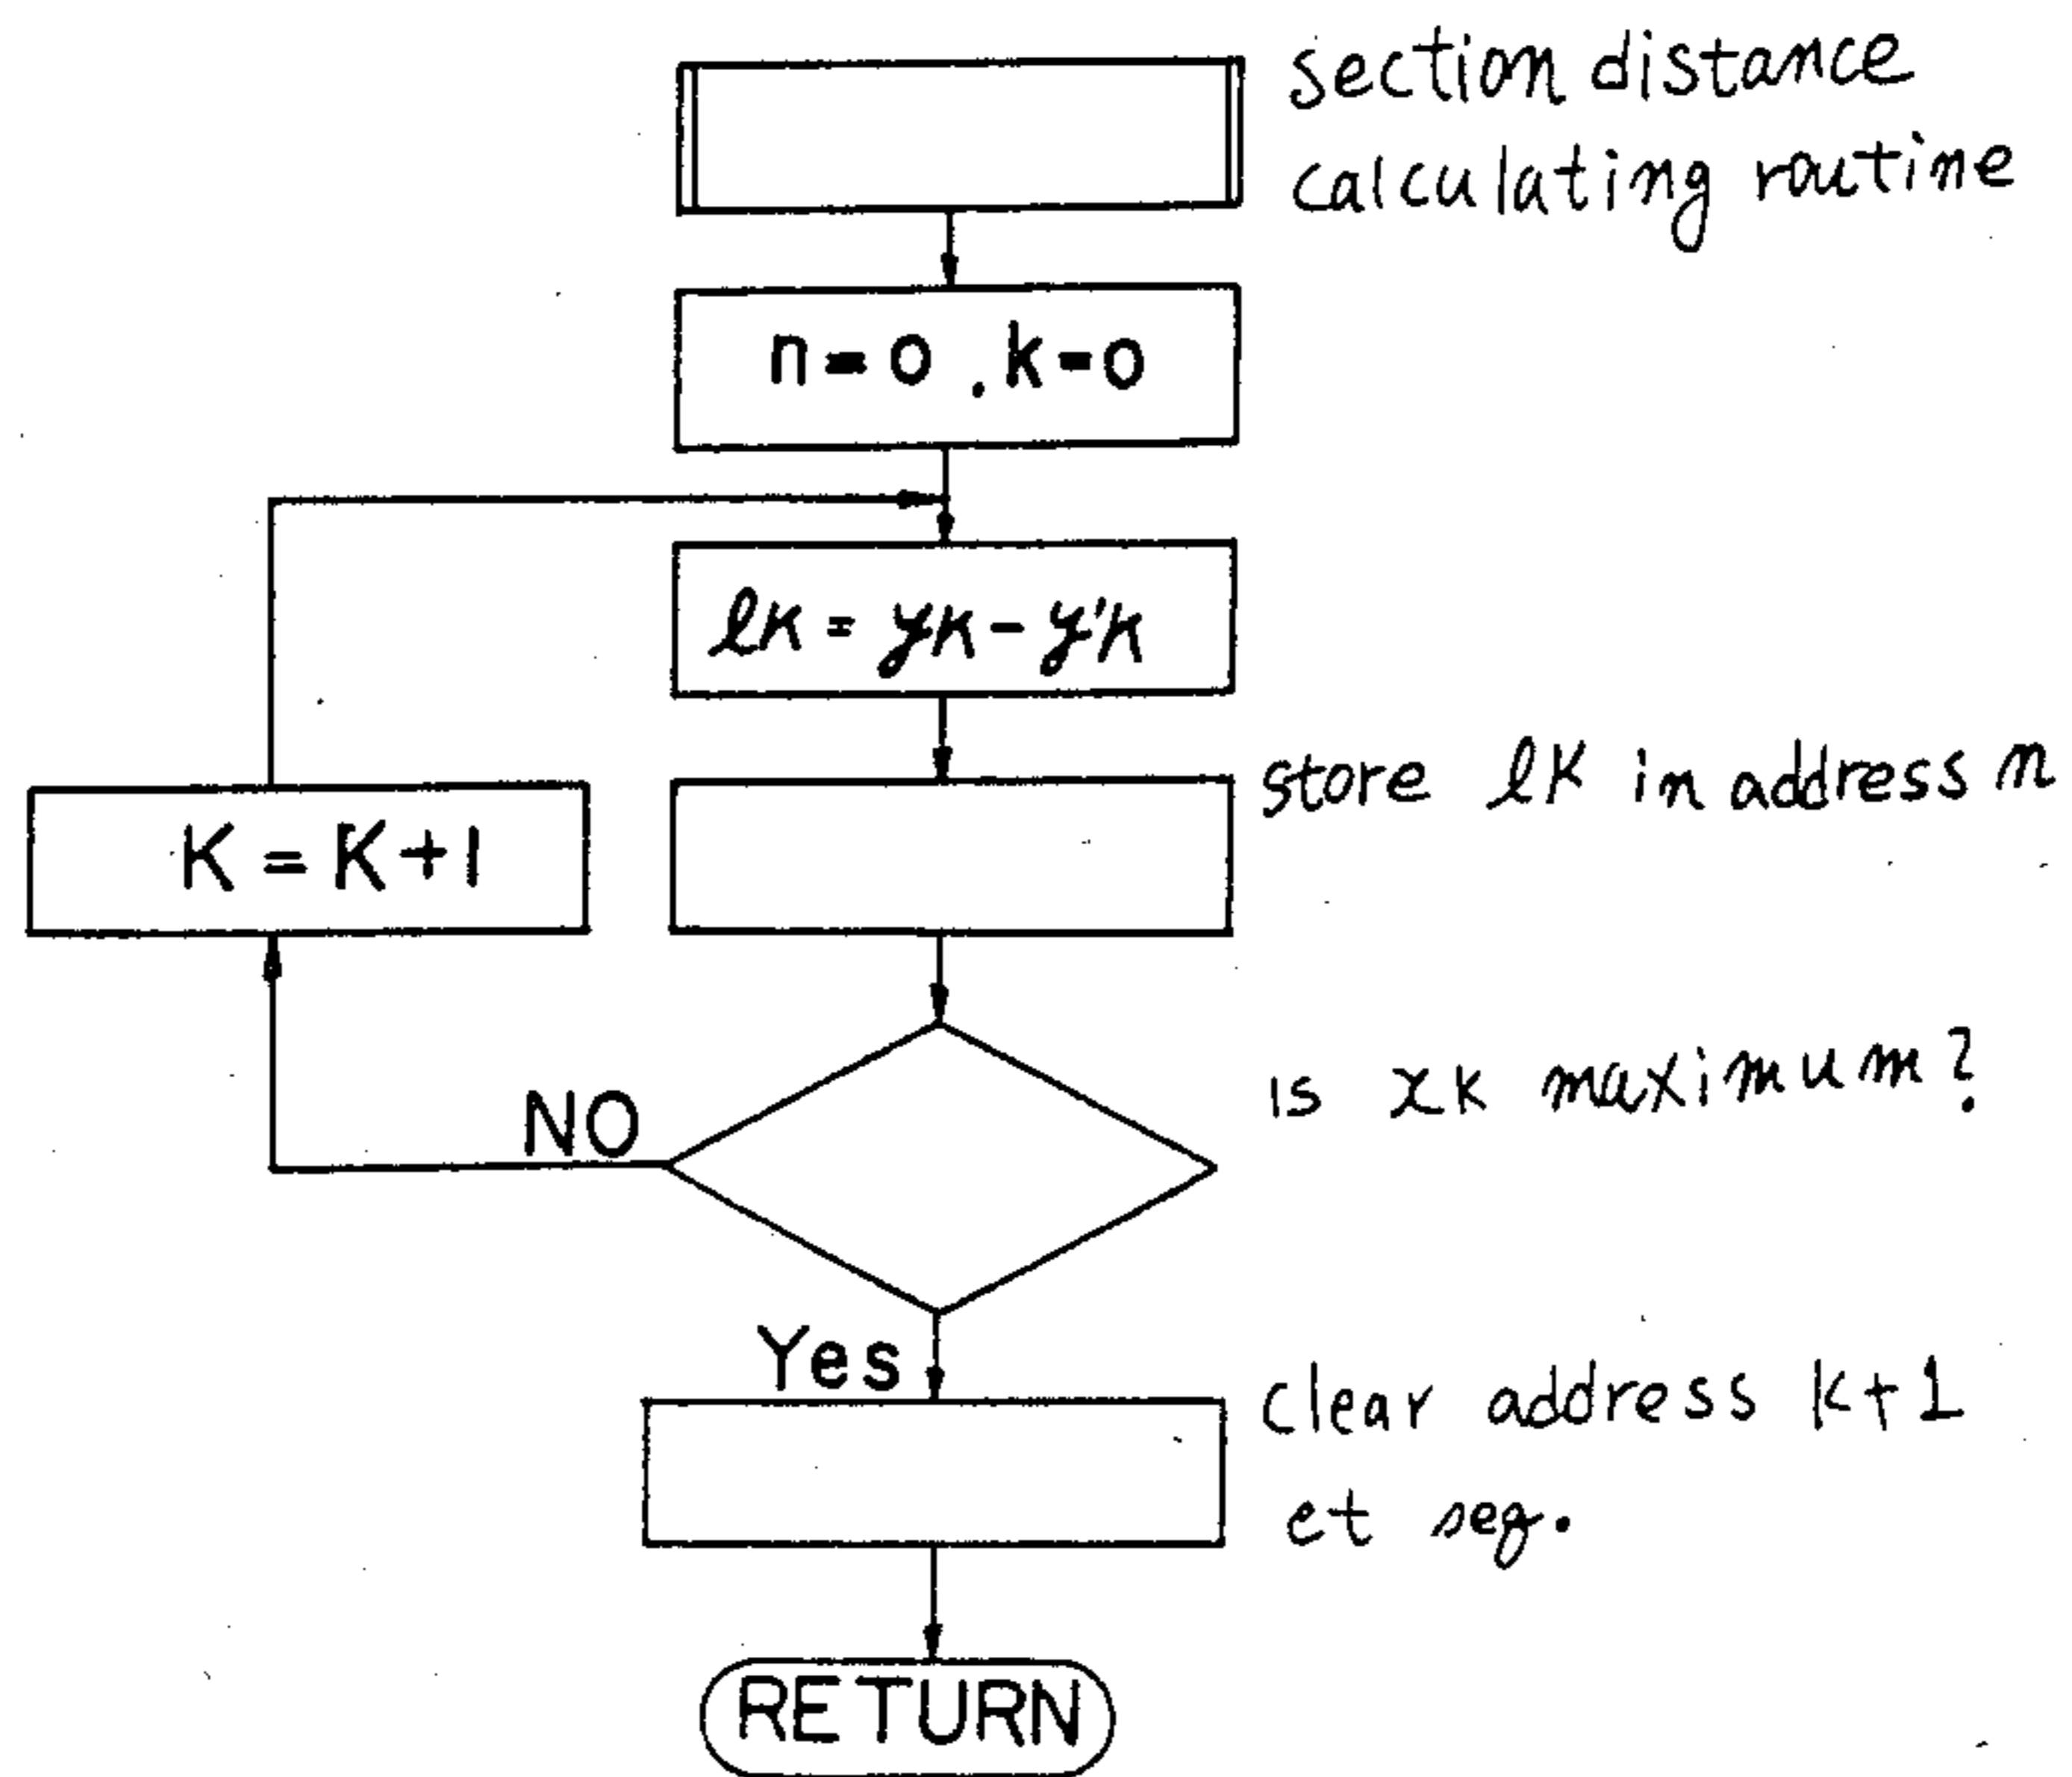 section distance
calculating routine
n=0 .k=0
lK = yK - y'K
store lK in address n
K = K+1
is xK maximum?
NO
Yes
clear address k+1
et seq.
RETURN